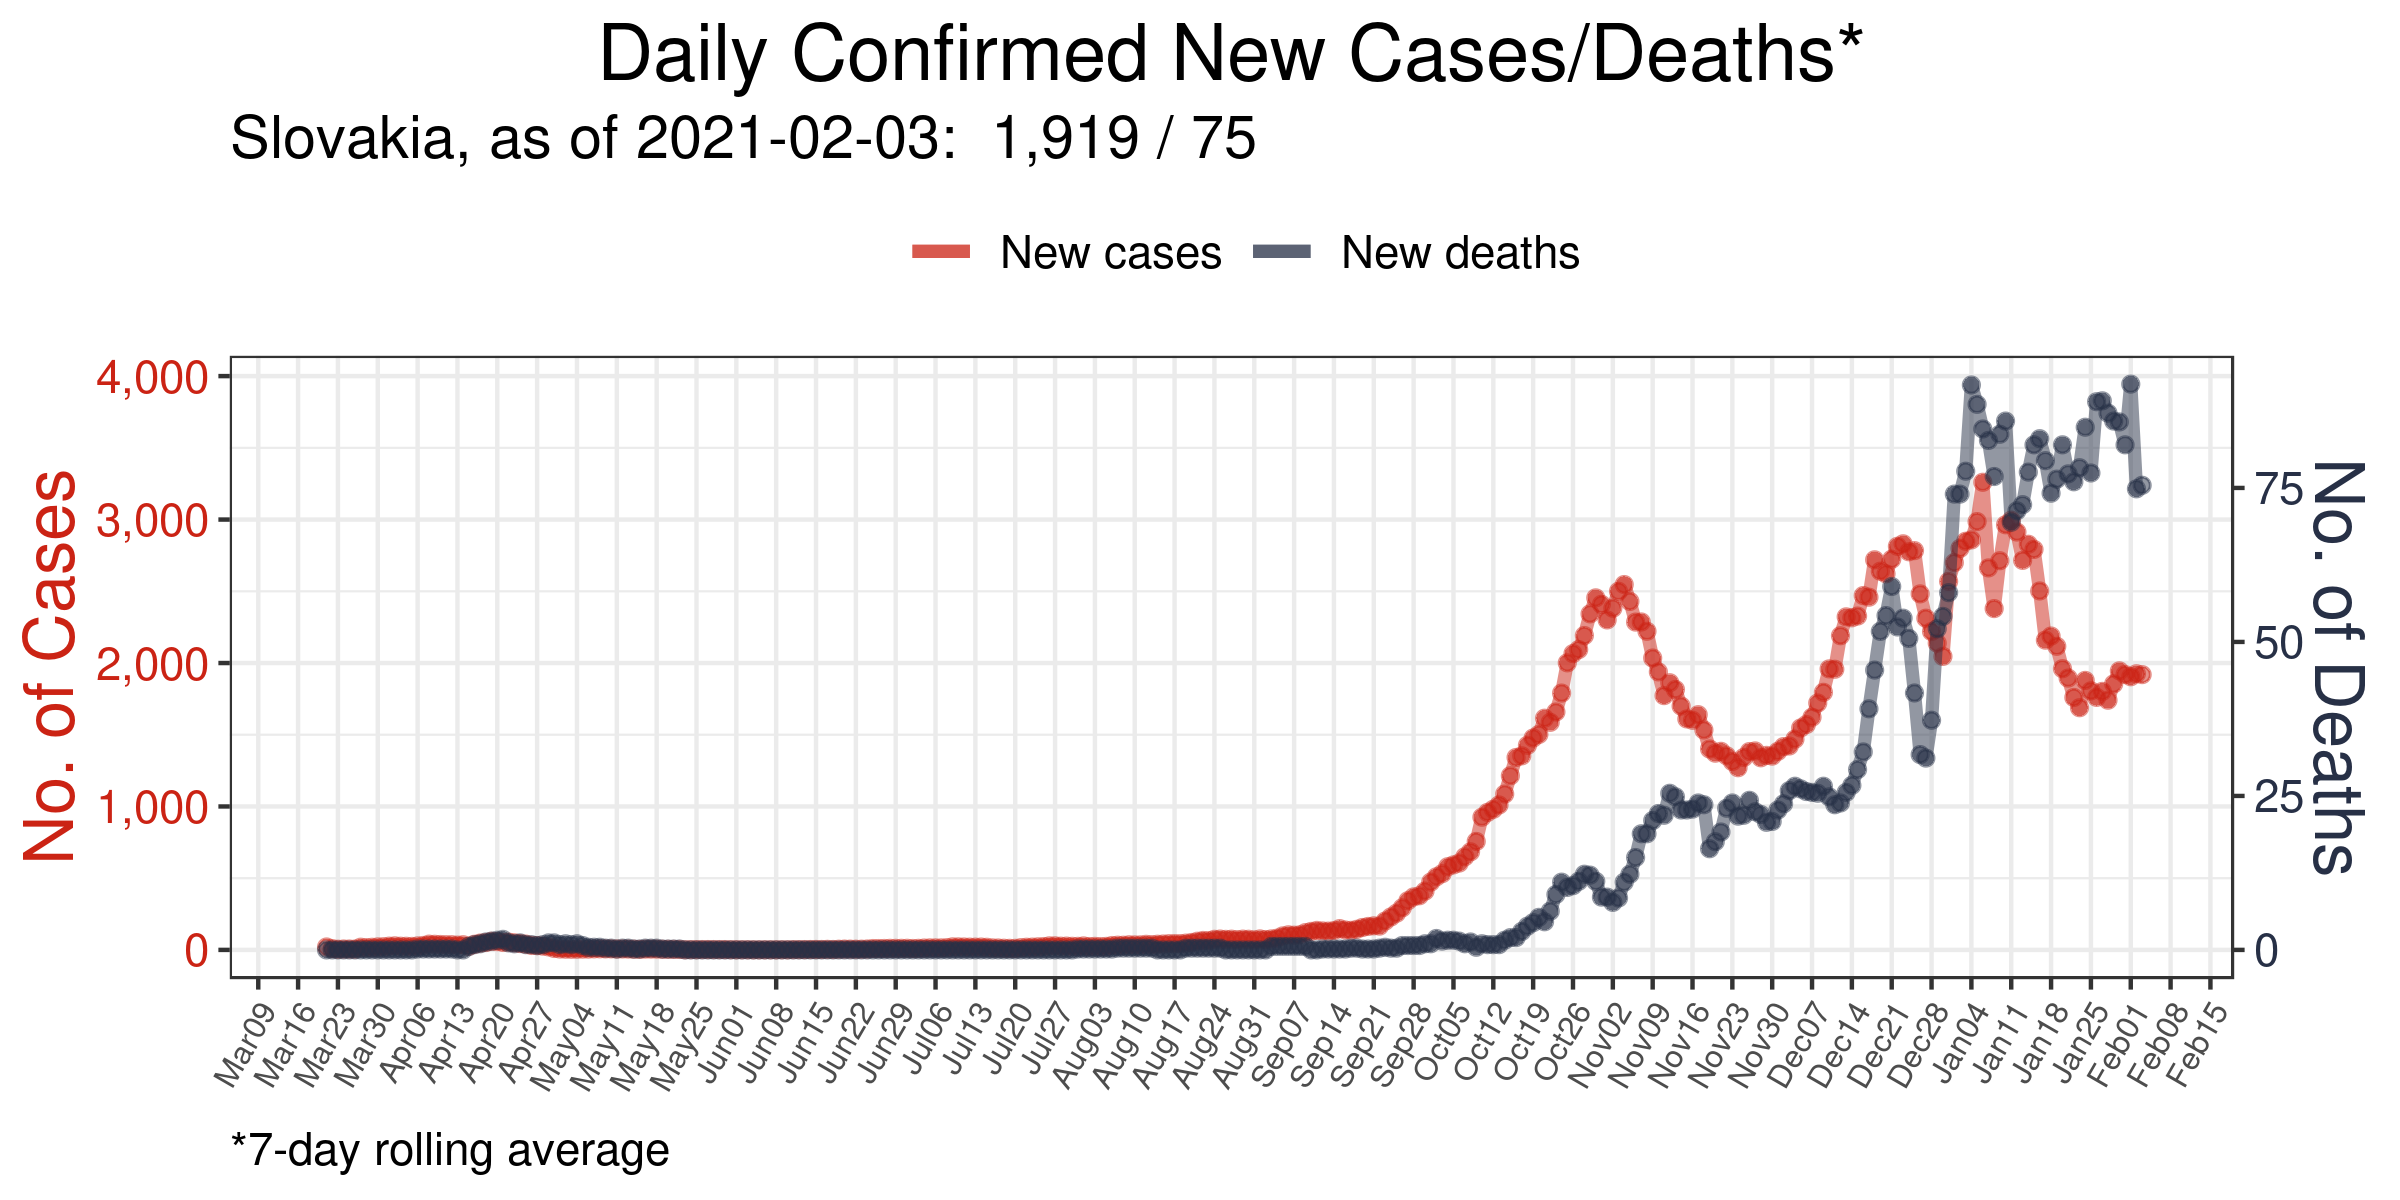 Daily Confirmed New Cases/Deaths*
Slovakia, as of 2021-02-03:  1,919 / 75
New cases
New deaths
No. of Cases
4,000
3,000
2,000
1,000
0
No. of Deaths
75
50
25
0
Mar09
Mar16
Mar23
Mar30
Apr06
Apr13
Apr20
Apr27
May04
May11
May18
May25
Jun01
Jun08
Jun15
Jun22
Jun29
Jul06
Jul13
Jul20
Jul27
Aug03
Aug10
Aug17
Aug24
Aug31
Sep07
Sep14
Sep21
Sep28
Oct05
Oct12
Oct19
Oct26
Nov02
Nov09
Nov16
Nov23
Nov30
Dec07
Dec14
Dec21
Dec28
Jan04
Jan11
Jan18
Jan25
Feb01
Feb08
Feb15
*7-day rolling average